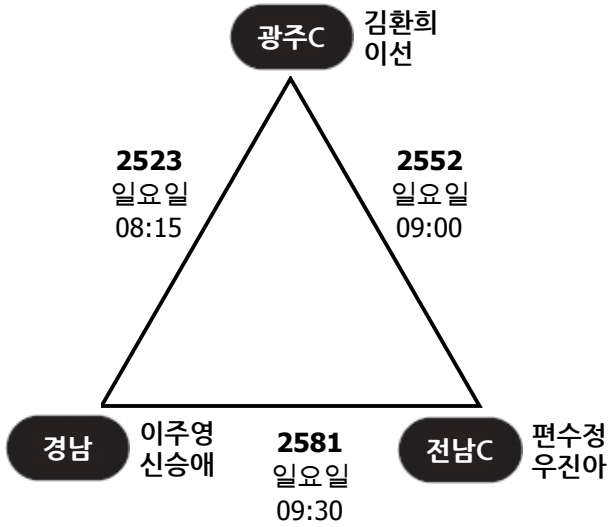 광주C
김환희
이선
2523
일요일
08:15
2552
일요일
09:00
경남
이주영
신승애
2581
일요일
09:30
전남C
편수정
우진아